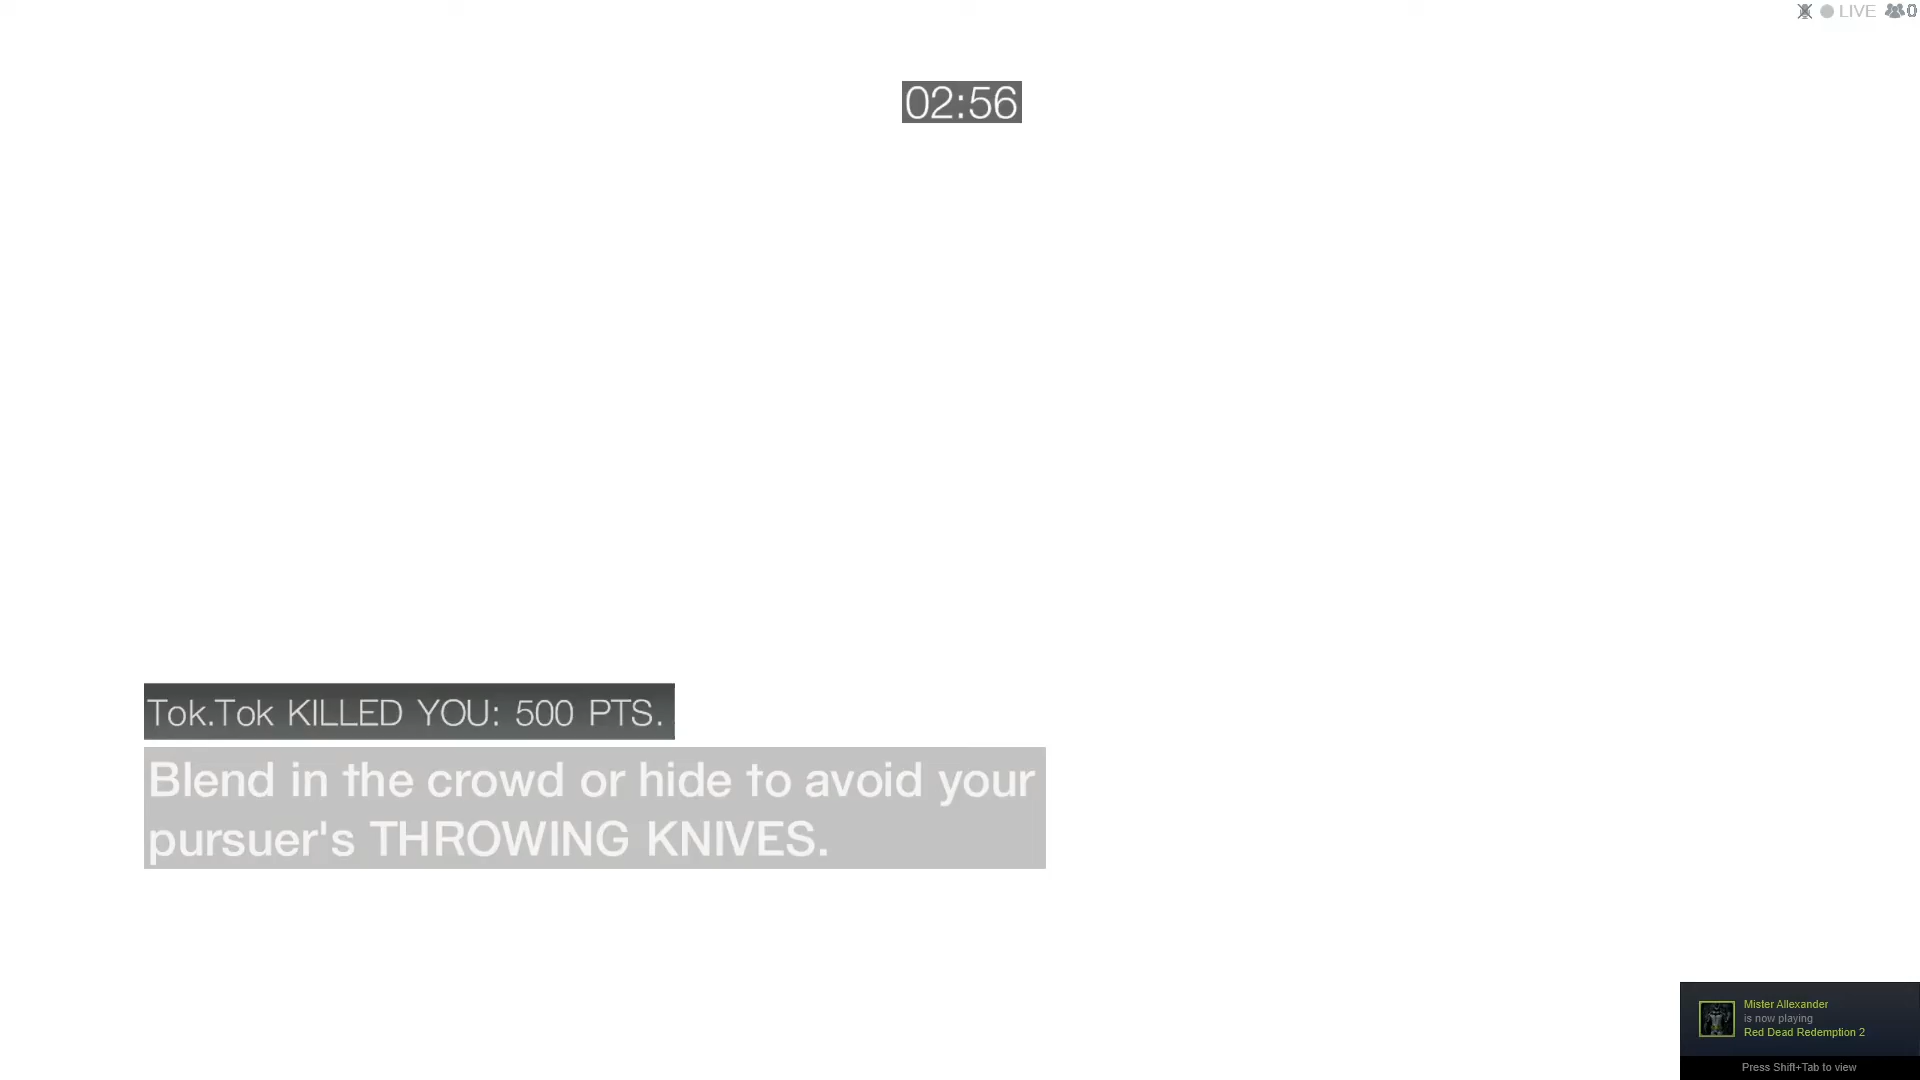 LIVE 0
02:56
Tok.Tok KILLED YOU: 500 PTS.
Blend in the crowd or hide to avoid your
pursuer's THROWING KNIVES.
Mister Allexander
is now playing
Red Dead Redemption 2
Press Shift+Tab to view